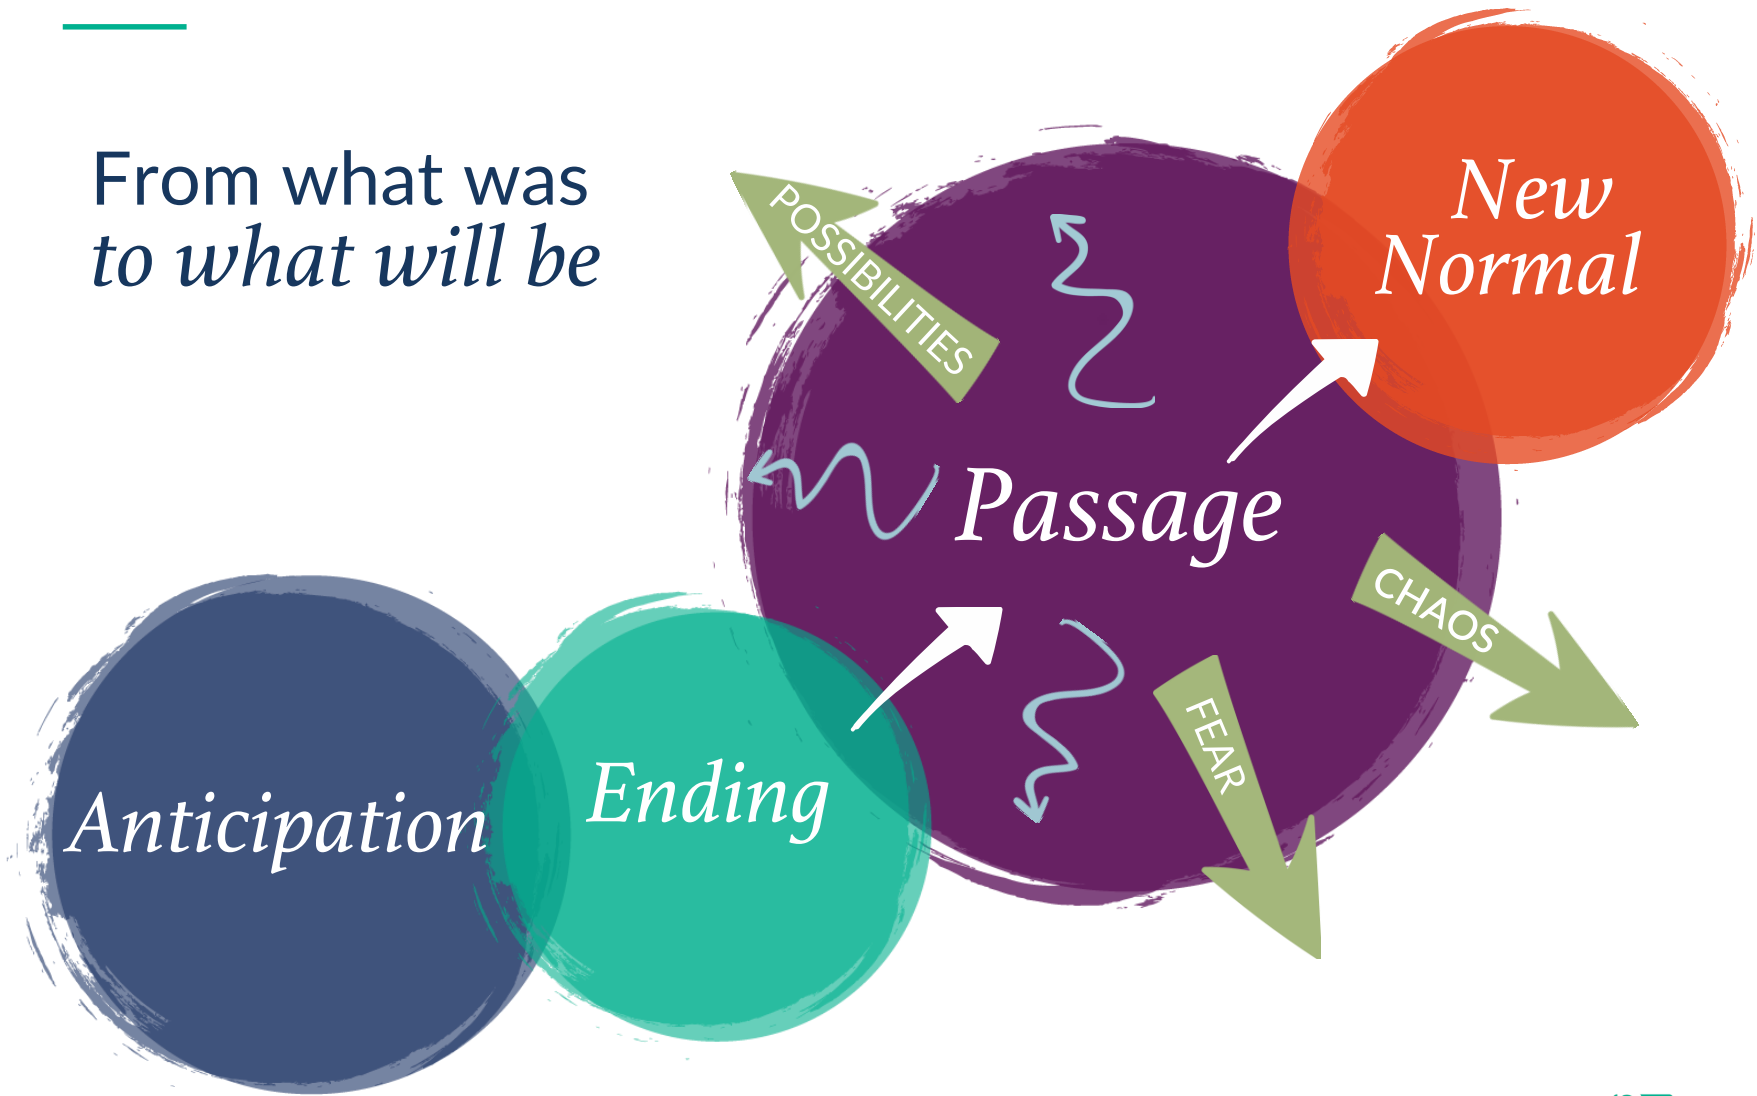 From what was
to what will be
New
Normal
POSSIBILITIES
Passage
CHAOS
FEAR
Ending
Anticipation